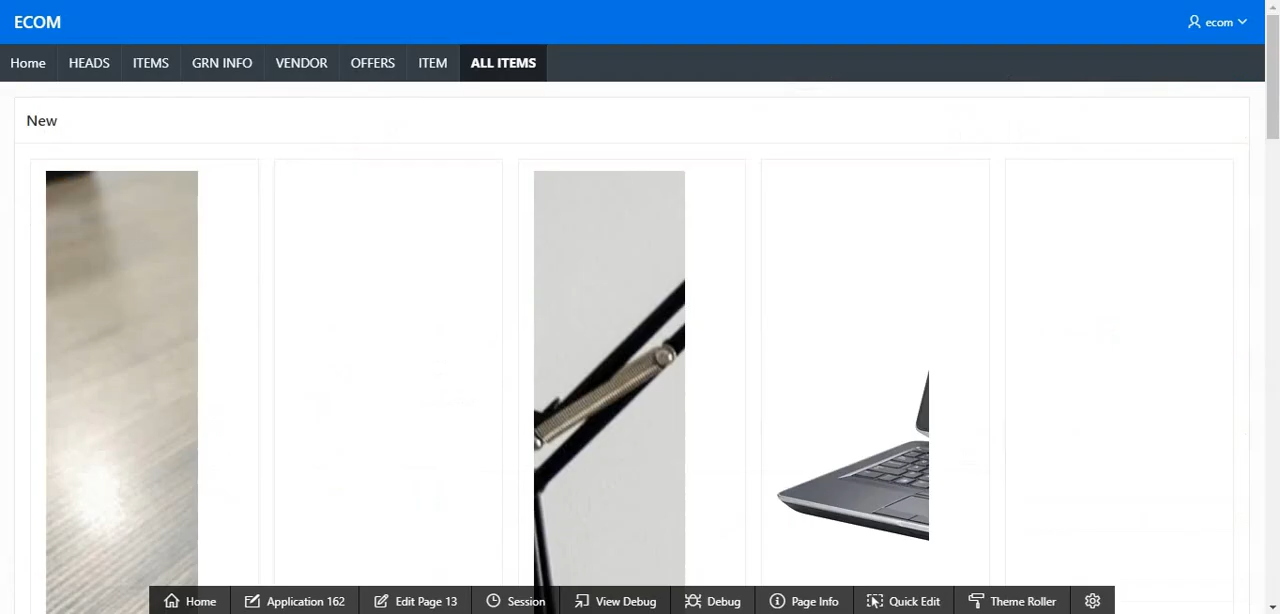 ECOM
ecom
Home HEADS ITEMS GRN INFO VENDOR OFFERS ITEM ALL ITEMS
New
Home Application 162 Edit Page 13 Session View Debug Debug Page Info Quick Edit Theme Roller